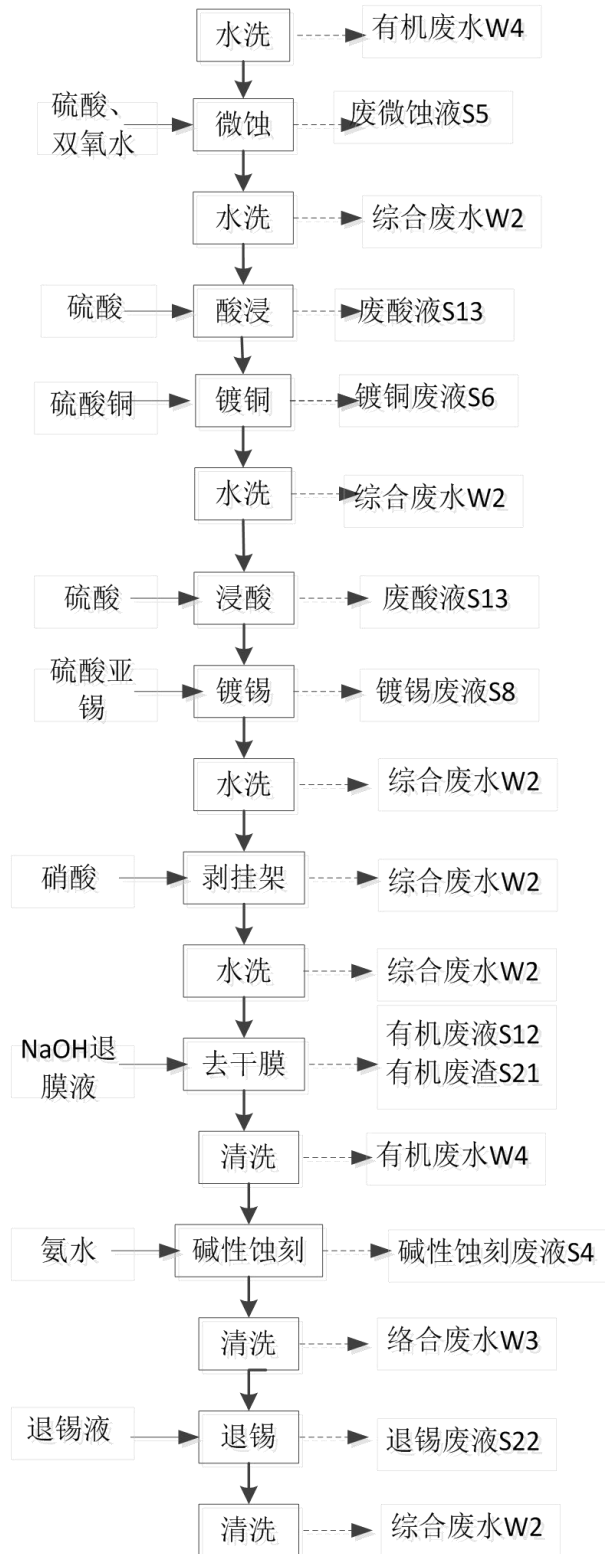 水洗
有机废水W4
硫酸、
双氧水
微蚀
废微蚀液S5
水洗
综合废水W2
硫酸
酸浸
废酸液S13
硫酸铜
镀铜
镀铜废液S6
水洗
综合废水W2
硫酸
浸酸
废酸液S13
硫酸亚
锡
镀锡
镀锡废液S8
水洗
综合废水W2
硝酸
剥挂架
综合废水W2
水洗
综合废水W2
NaOH退
膜液
去干膜
有机废液S12
有机废渣S21
清洗
有机废水W4
氨水
碱性蚀刻
碱性蚀刻废液S4
清洗
络合废水W3
退锡液
退锡
退锡废液S22
清洗
综合废水W2